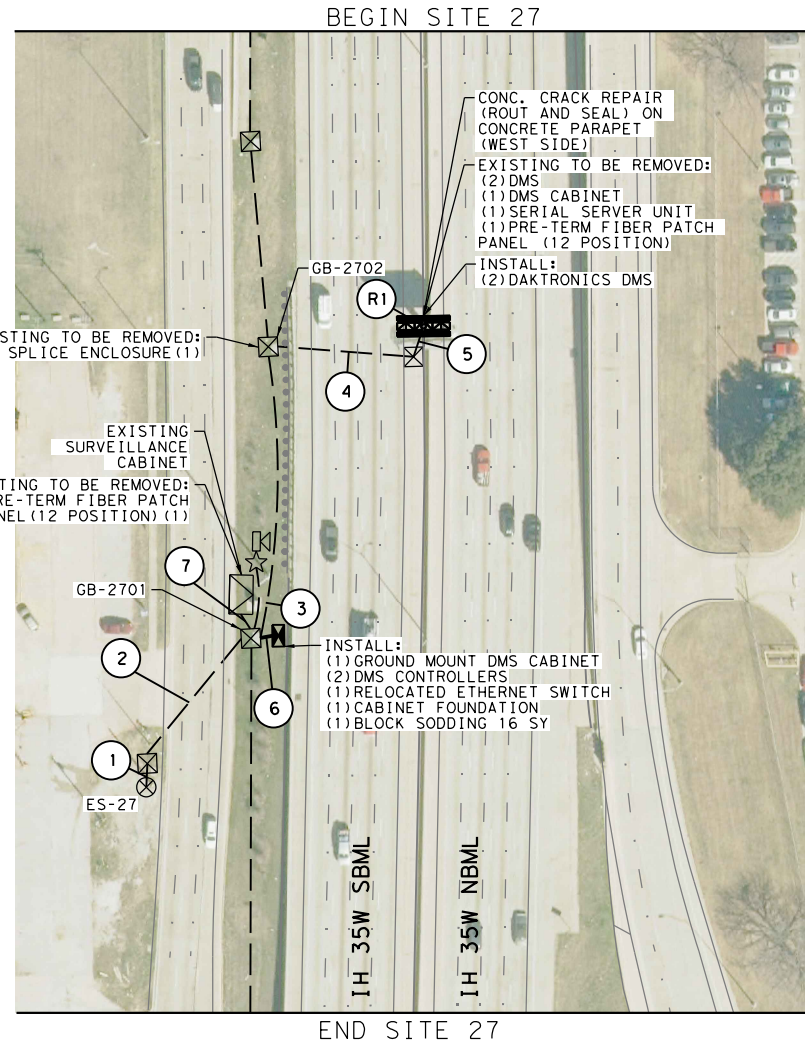 BEGIN SITE 27
CONC. CRACK REPAIR
(ROUT AND SEAL) ON
CONCRETE PARAPET
(WEST SIDE)
EXISTING TO BE REMOVED:
(2)DMS
(1)DMS CABINET
(1)SERIAL SERVER UNIT
(1)PRE-TERM FIBER PATCH
PANEL (12 POSITION)
GB-2702
INSTALL:
(2)DAKTRONICS DMS
R1
STING TO BE REMOVED:
SPLICE ENCLOSURE(1)
5
4
EXISTING
SURVEILLANCE
CABINET
TING TO BE REMOVED:
RE-TERM FIBER PATCH
NEL(12 POSITION)(1)
7
GB-2701
3
INSTALL:
(1)GROUND MOUNT DMS CABINET
(2)DMS CONTROLLERS
(1)RELOCATED ETHERNET SWITCH
(1)CABINET FOUNDATION
(1)BLOCK SODDING 16 SY
2
6
1
ES-27
IH 35W SBML
IH 35W NBML
END SITE 27